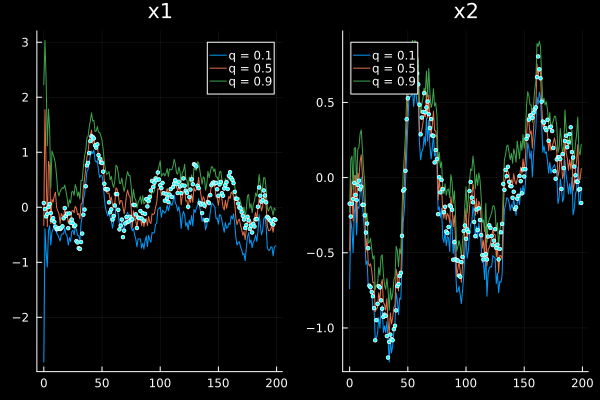 x1
x2
q = 0.1
q = 0.5
q = 0.9
q = 0.1
q = 0.5
q = 0.9
3
2
1
0
−1
−2
0.5
0.0
−0.5
−1.0
0 50 100 150 200
0 50 100 150 200